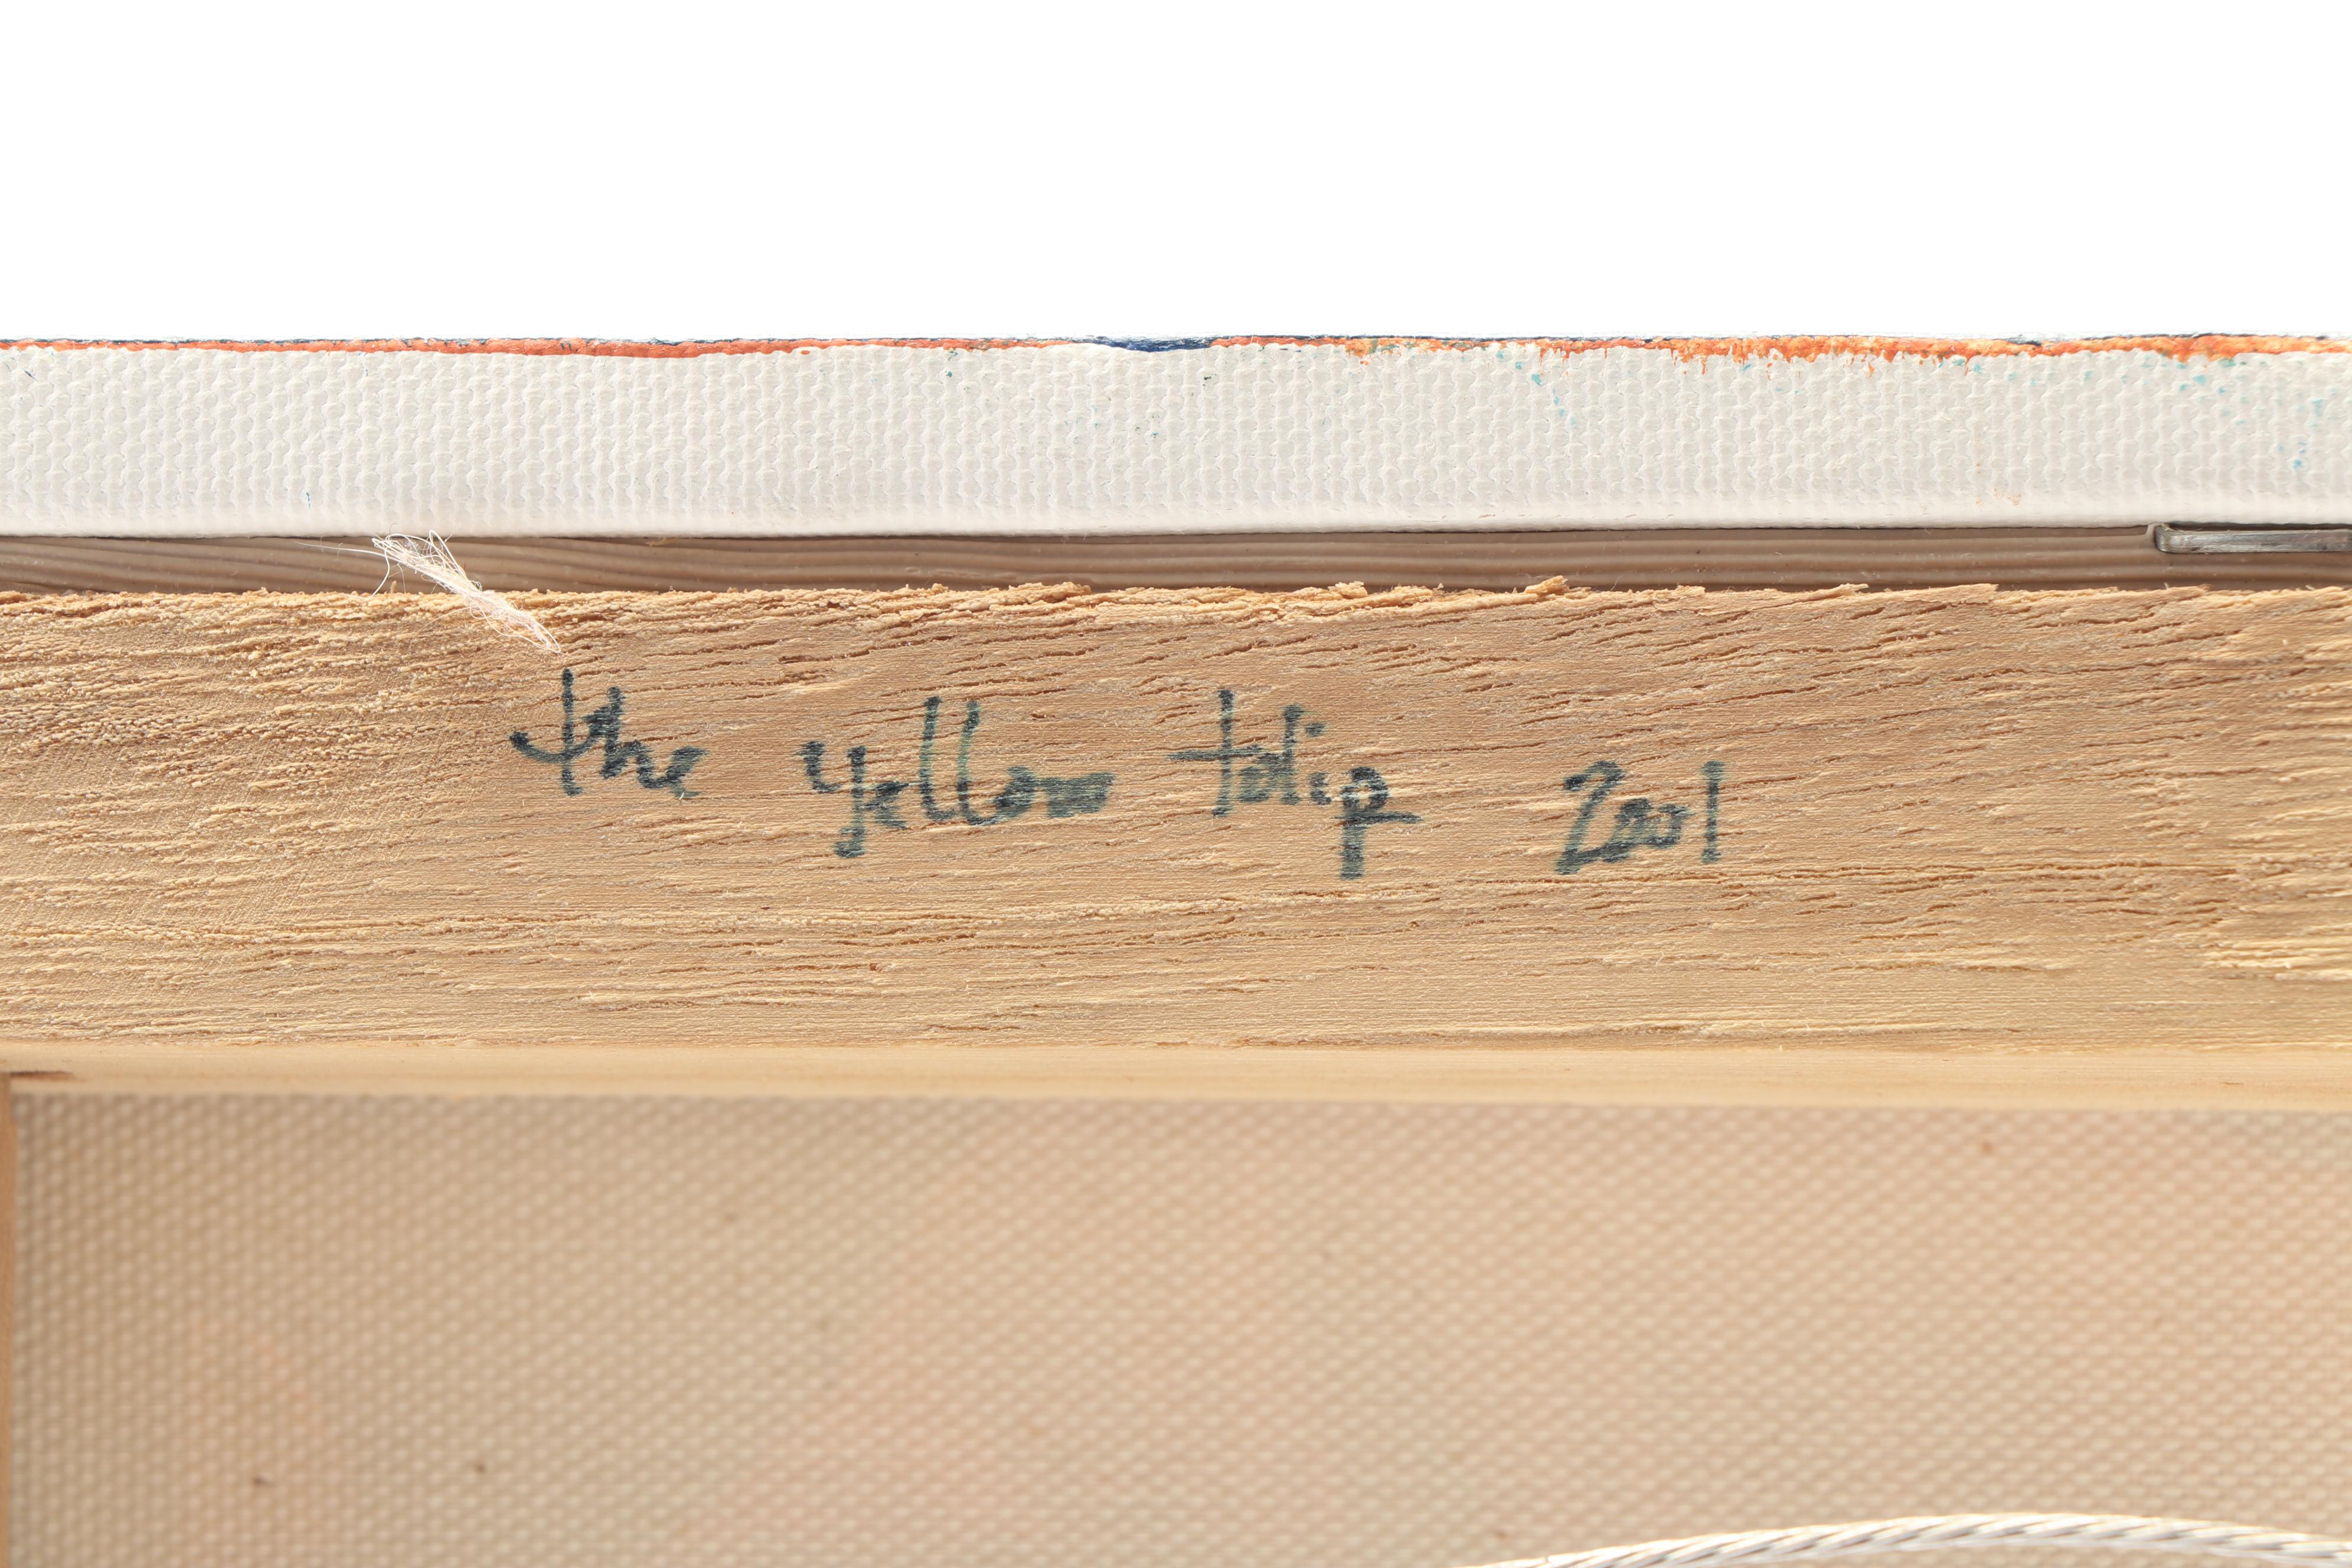 the yellow tulip 2001